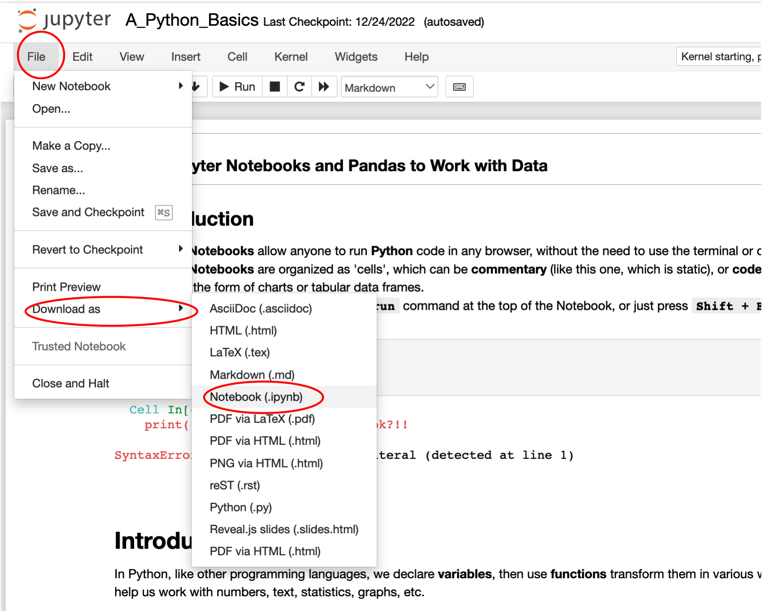 jupyter A_Python_Basics Last Checkpoint: 12/24/2022 (autosaved)
File Edit View Insert Cell Kernel Widgets Help Kernel starting, p
Run Markdown
New Notebook
Open...
Make a Copy...
Save as...
Rename...
Save and Checkpoint ⌘S
Revert to Checkpoint
Print Preview
Download as
Trusted Notebook
Close and Halt
AsciiDoc (.asciidoc)
HTML (.html)
LaTeX (.tex)
Markdown (.md)
Notebook (.ipynb)
PDF via LaTeX (.pdf)
PDF via HTML (.html)
PNG via HTML (.html)
reST (.rst)
Python (.py)
Reveal.js slides (.slides.html)
PDF via HTML (.html)
yter Notebooks and Pandas to Work with Data
uction
Notebooks allow anyone to run Python code in any browser, without the need to use the terminal or
Notebooks are organized as 'cells', which can be commentary (like this one, which is static), or code
the form of charts or tabular data frames.
un command at the top of the Notebook, or just press Shift +
Cell In[
print( k?!!
SyntaxErro teral (detected at line 1)
Introdu
In Python, like other programming languages, we declare variables, then use functions transform them in various
help us work with numbers, text, statistics, graphs, etc.